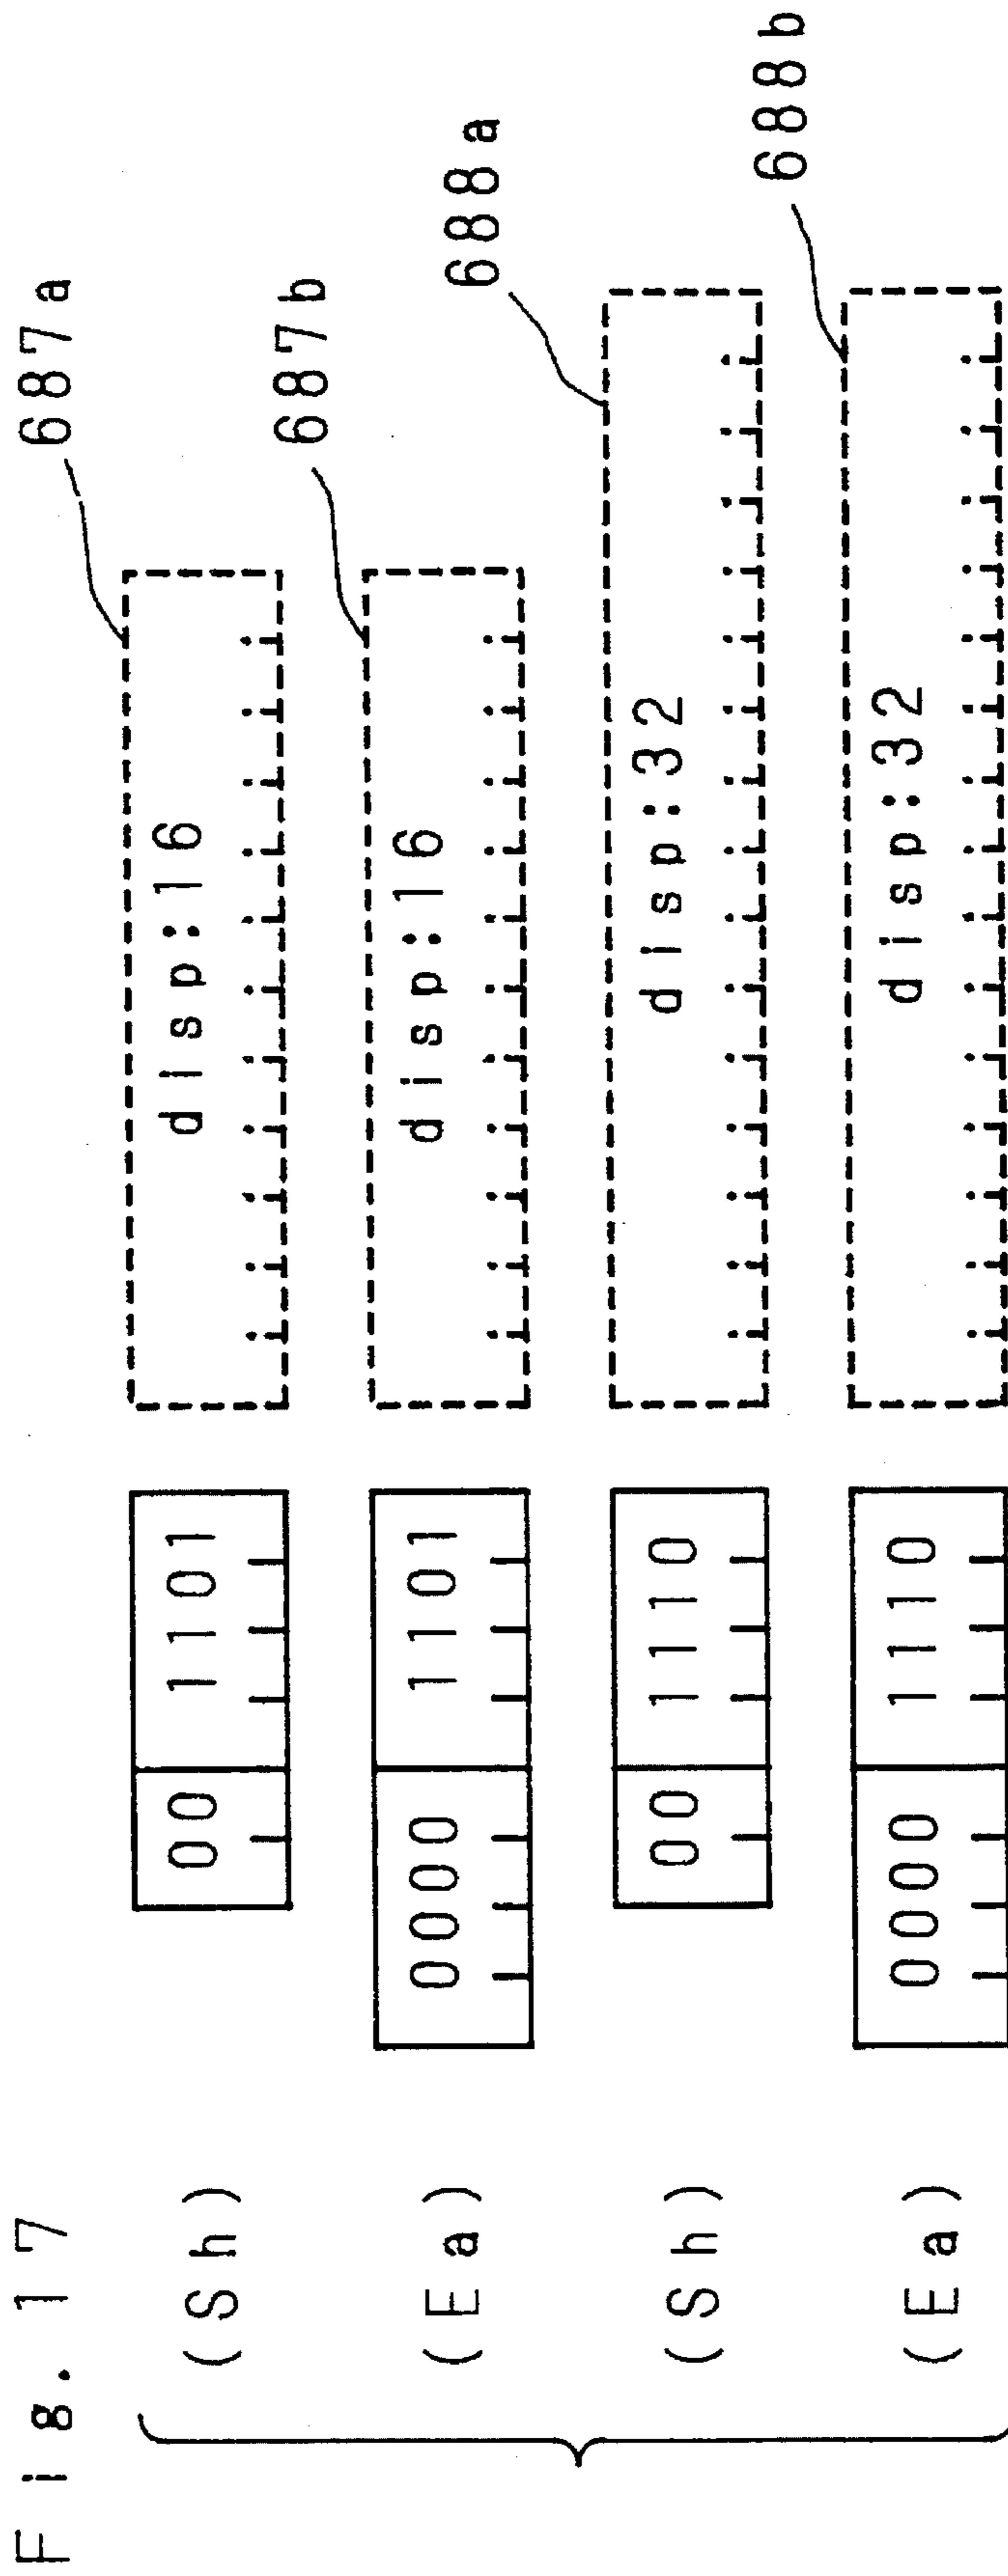 Fig. 17
(Sh) 00 1101 disp:16 687a
(Ea) 0000 1101 disp:16 687b
(Sh) 00 1110 disp:32 688a
(Ea) 0000 1110 disp:32 688b